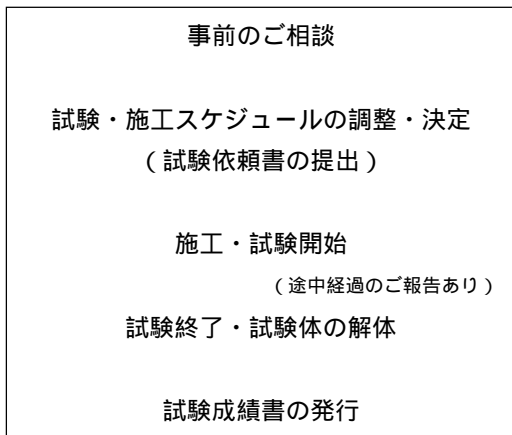 事前のご相談
試験・施工スケジュールの調整・決定
（試験依頼書の提出）
施工・試験開始
（途中経過のご報告あり）
試験終了・試験体の解体
試験成績書の発行